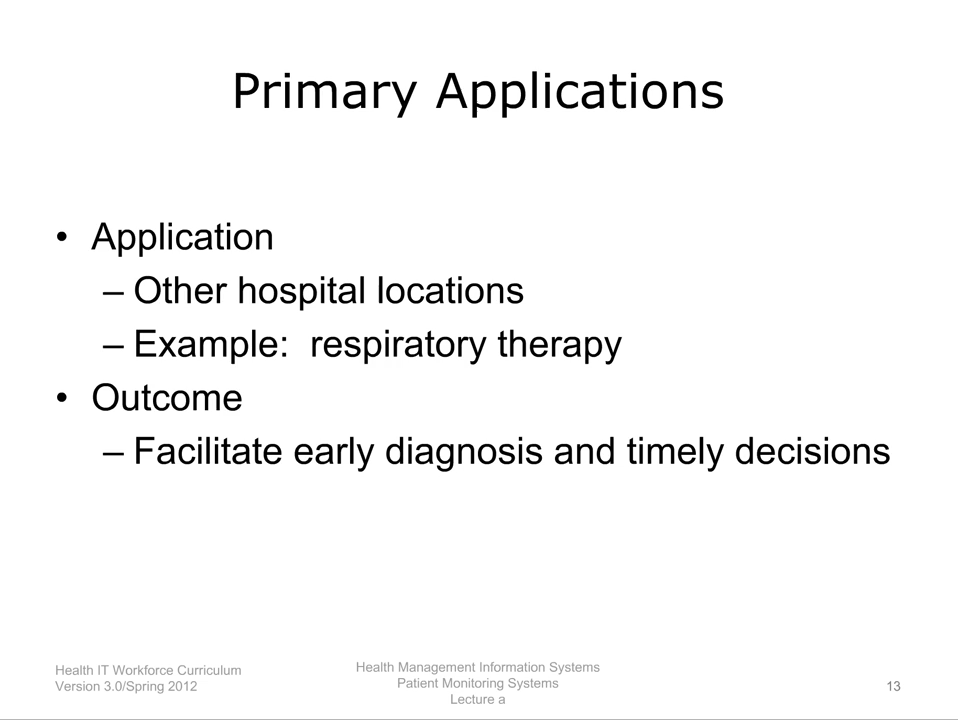 Primary Applications
• Application
– Other hospital locations
– Example:  respiratory therapy
• Outcome
– Facilitate early diagnosis and timely decisions
Health IT Workforce Curriculum
Version 3.0/Spring 2012
Health Management Information Systems
Patient Monitoring Systems
Lecture a
13